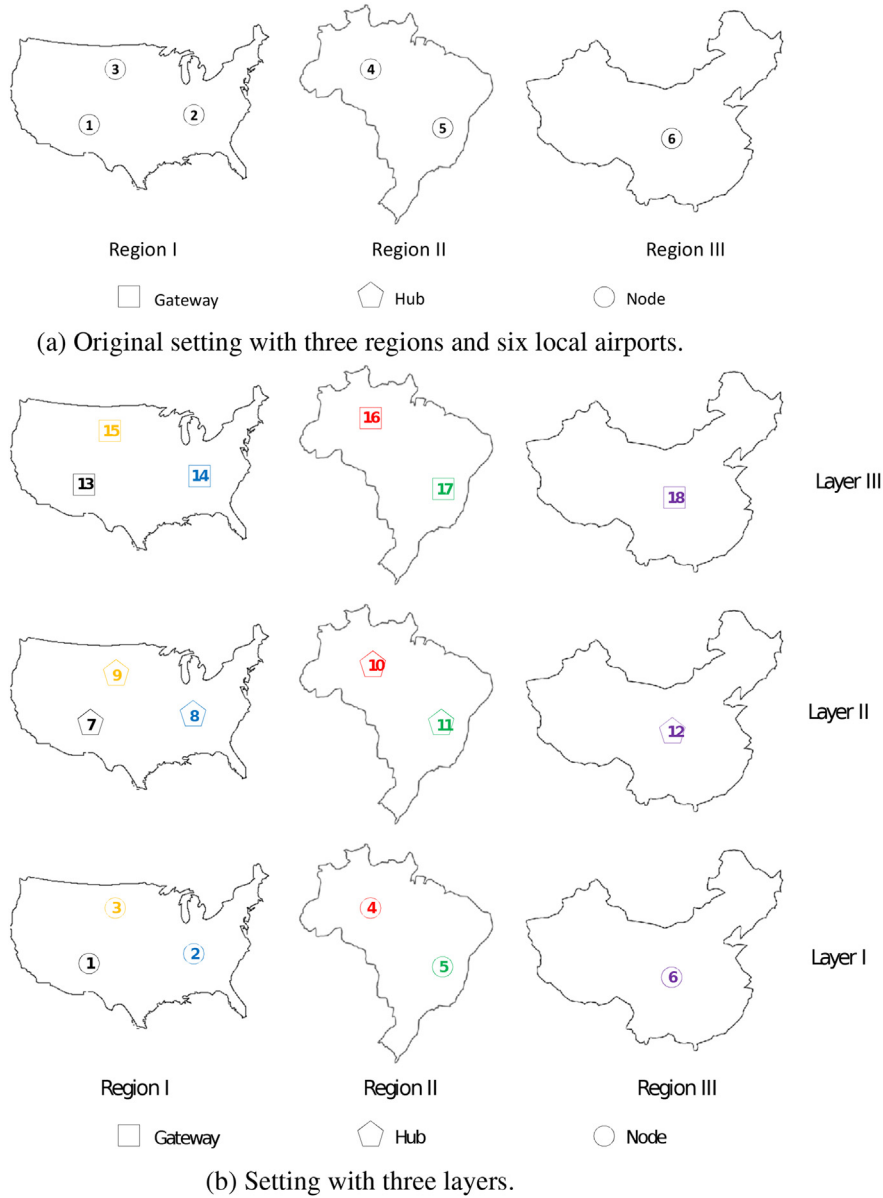 3
4
1
2
5
6
Region I
Region II
Region III
Gateway
Hub
Node
(a) Original setting with three regions and six local airports.
15
16
13
14
17
18
Layer III
9
10
7
8
11
12
Layer II
3
4
1
2
5
6
Layer I
Region I
Region II
Region III
Gateway
Hub
Node
(b) Setting with three layers.